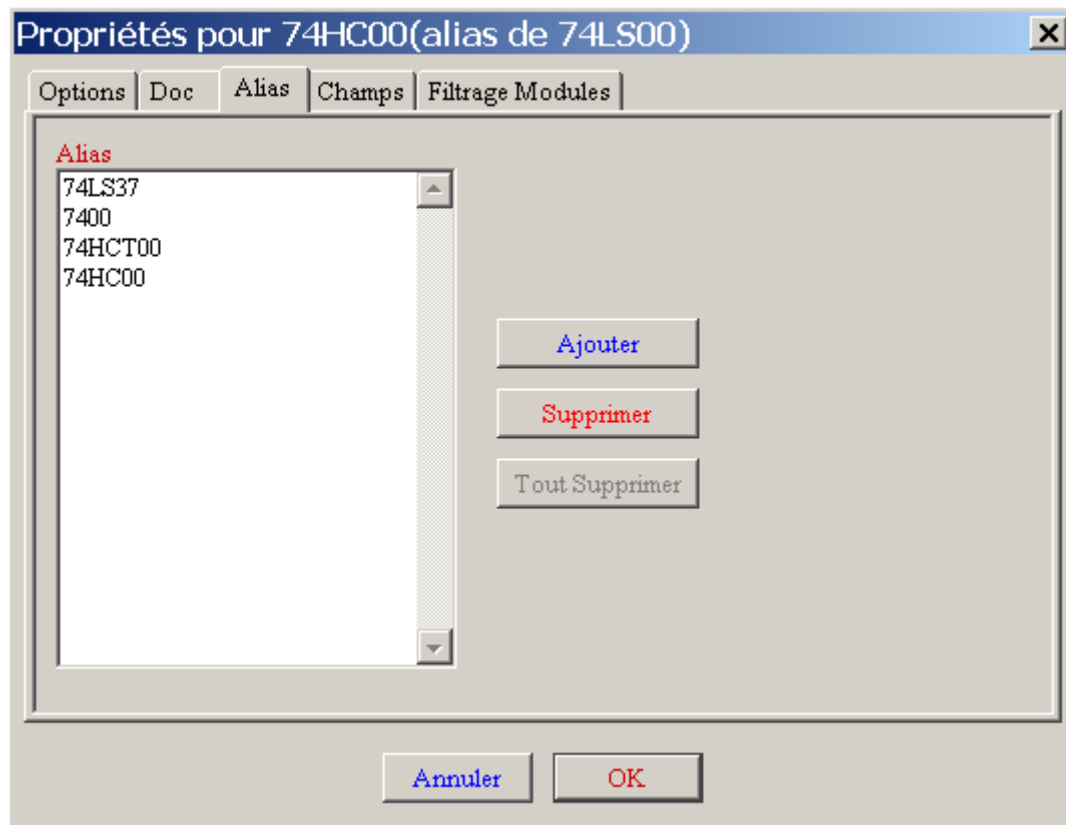 Propriétés pour 74HC00(alias de 74LS00)
Options Doc Alias Champs Filtrage Modules
Alias
74LS37
7400
74HCT00
74HC00
Ajouter
Supprimer
Tout Supprimer
Annuler OK